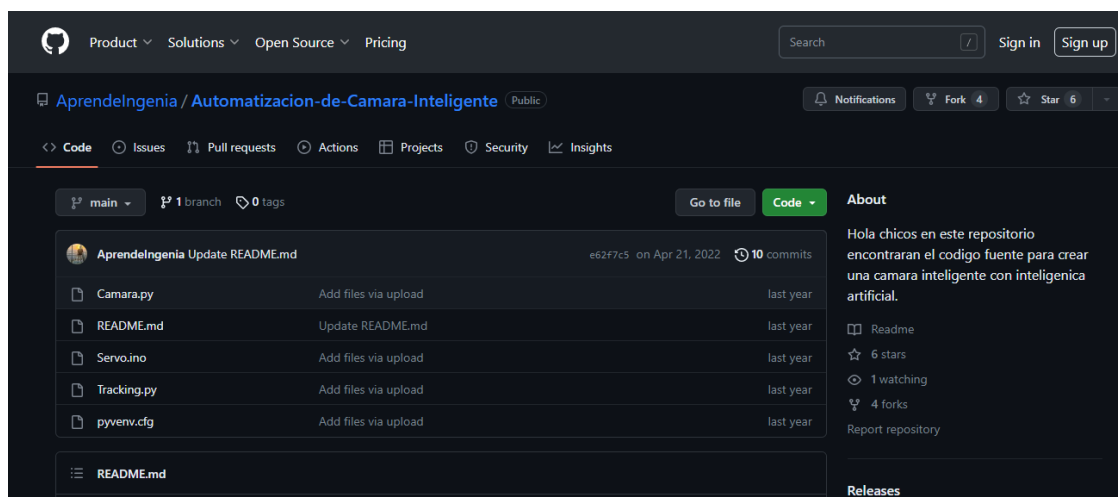 Product Solutions Open Source Pricing Search / Sign in Sign up
AprendeIngenia / Automatizacion-de-Camara-Inteligente Public Notifications Fork 4 Star 6
Code Issues Pull requests Actions Projects Security Insights
main 1 branch 0 tags Go to file Code
AprendeIngenia Update README.md e62f7c5 on Apr 21, 2022 10 commits
Camara.py Add files via upload last year
README.md Update README.md last year
Servo.ino Add files via upload last year
Tracking.py Add files via upload last year
pyvenv.cfg Add files via upload last year
README.md
About
Hola chicos en este repositorio
encontraran el codigo fuente para crear
una camara inteligente con inteligenica
artificial.
Readme
6 stars
1 watching
4 forks
Report repository
Releases